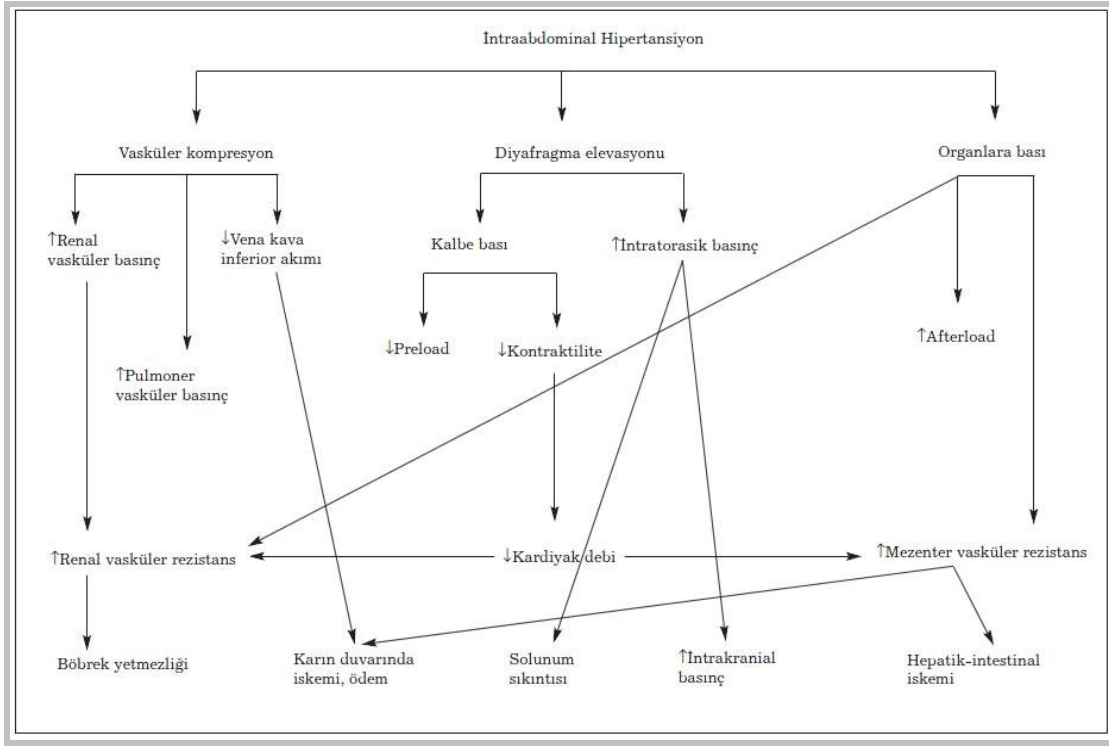 İntraabdominal Hipertansiyon
Vasküler kompresyon
Diyafragma elevasyonu
Organlara bası
↑Renal
vasküler basınç
↓Vena kava
inferior akımı
Kalbe bası
↑İntratorasik basınç
↓Preload
↓Kontraktilite
↑Afterload
↑Pulmoner
vasküler basınç
↑Renal vasküler rezistans
↓Kardiyak debi
↑Mezenter vasküler rezistans
Böbrek yetmezliği
Karın duvarında
iskemi, ödem
Solunum
sıkıntısı
↑İntrakranial
basınç
Hepatik-intestinal
iskemi